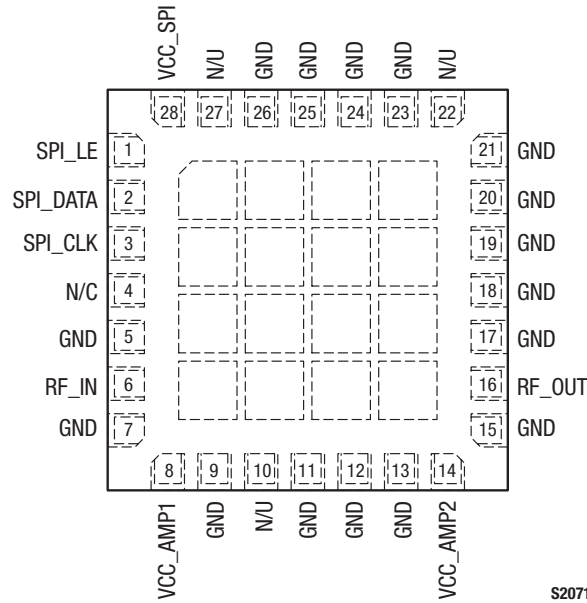 VCC_SPI
N/U
GND
GND
GND
GND
N/U
28 27 26 25 24 23 22
SPI_LE 1 21 GND
SPI_DATA 2 20 GND
SPI_CLK 3 19 GND
N/C 4 18 GND
GND 5 17 GND
RF_IN 6 16 RF_OUT
GND 7 15 GND
8 9 10 11 12 13 14
VCC_AMP1
GND
N/U
GND
GND
GND
VCC_AMP2
S2071